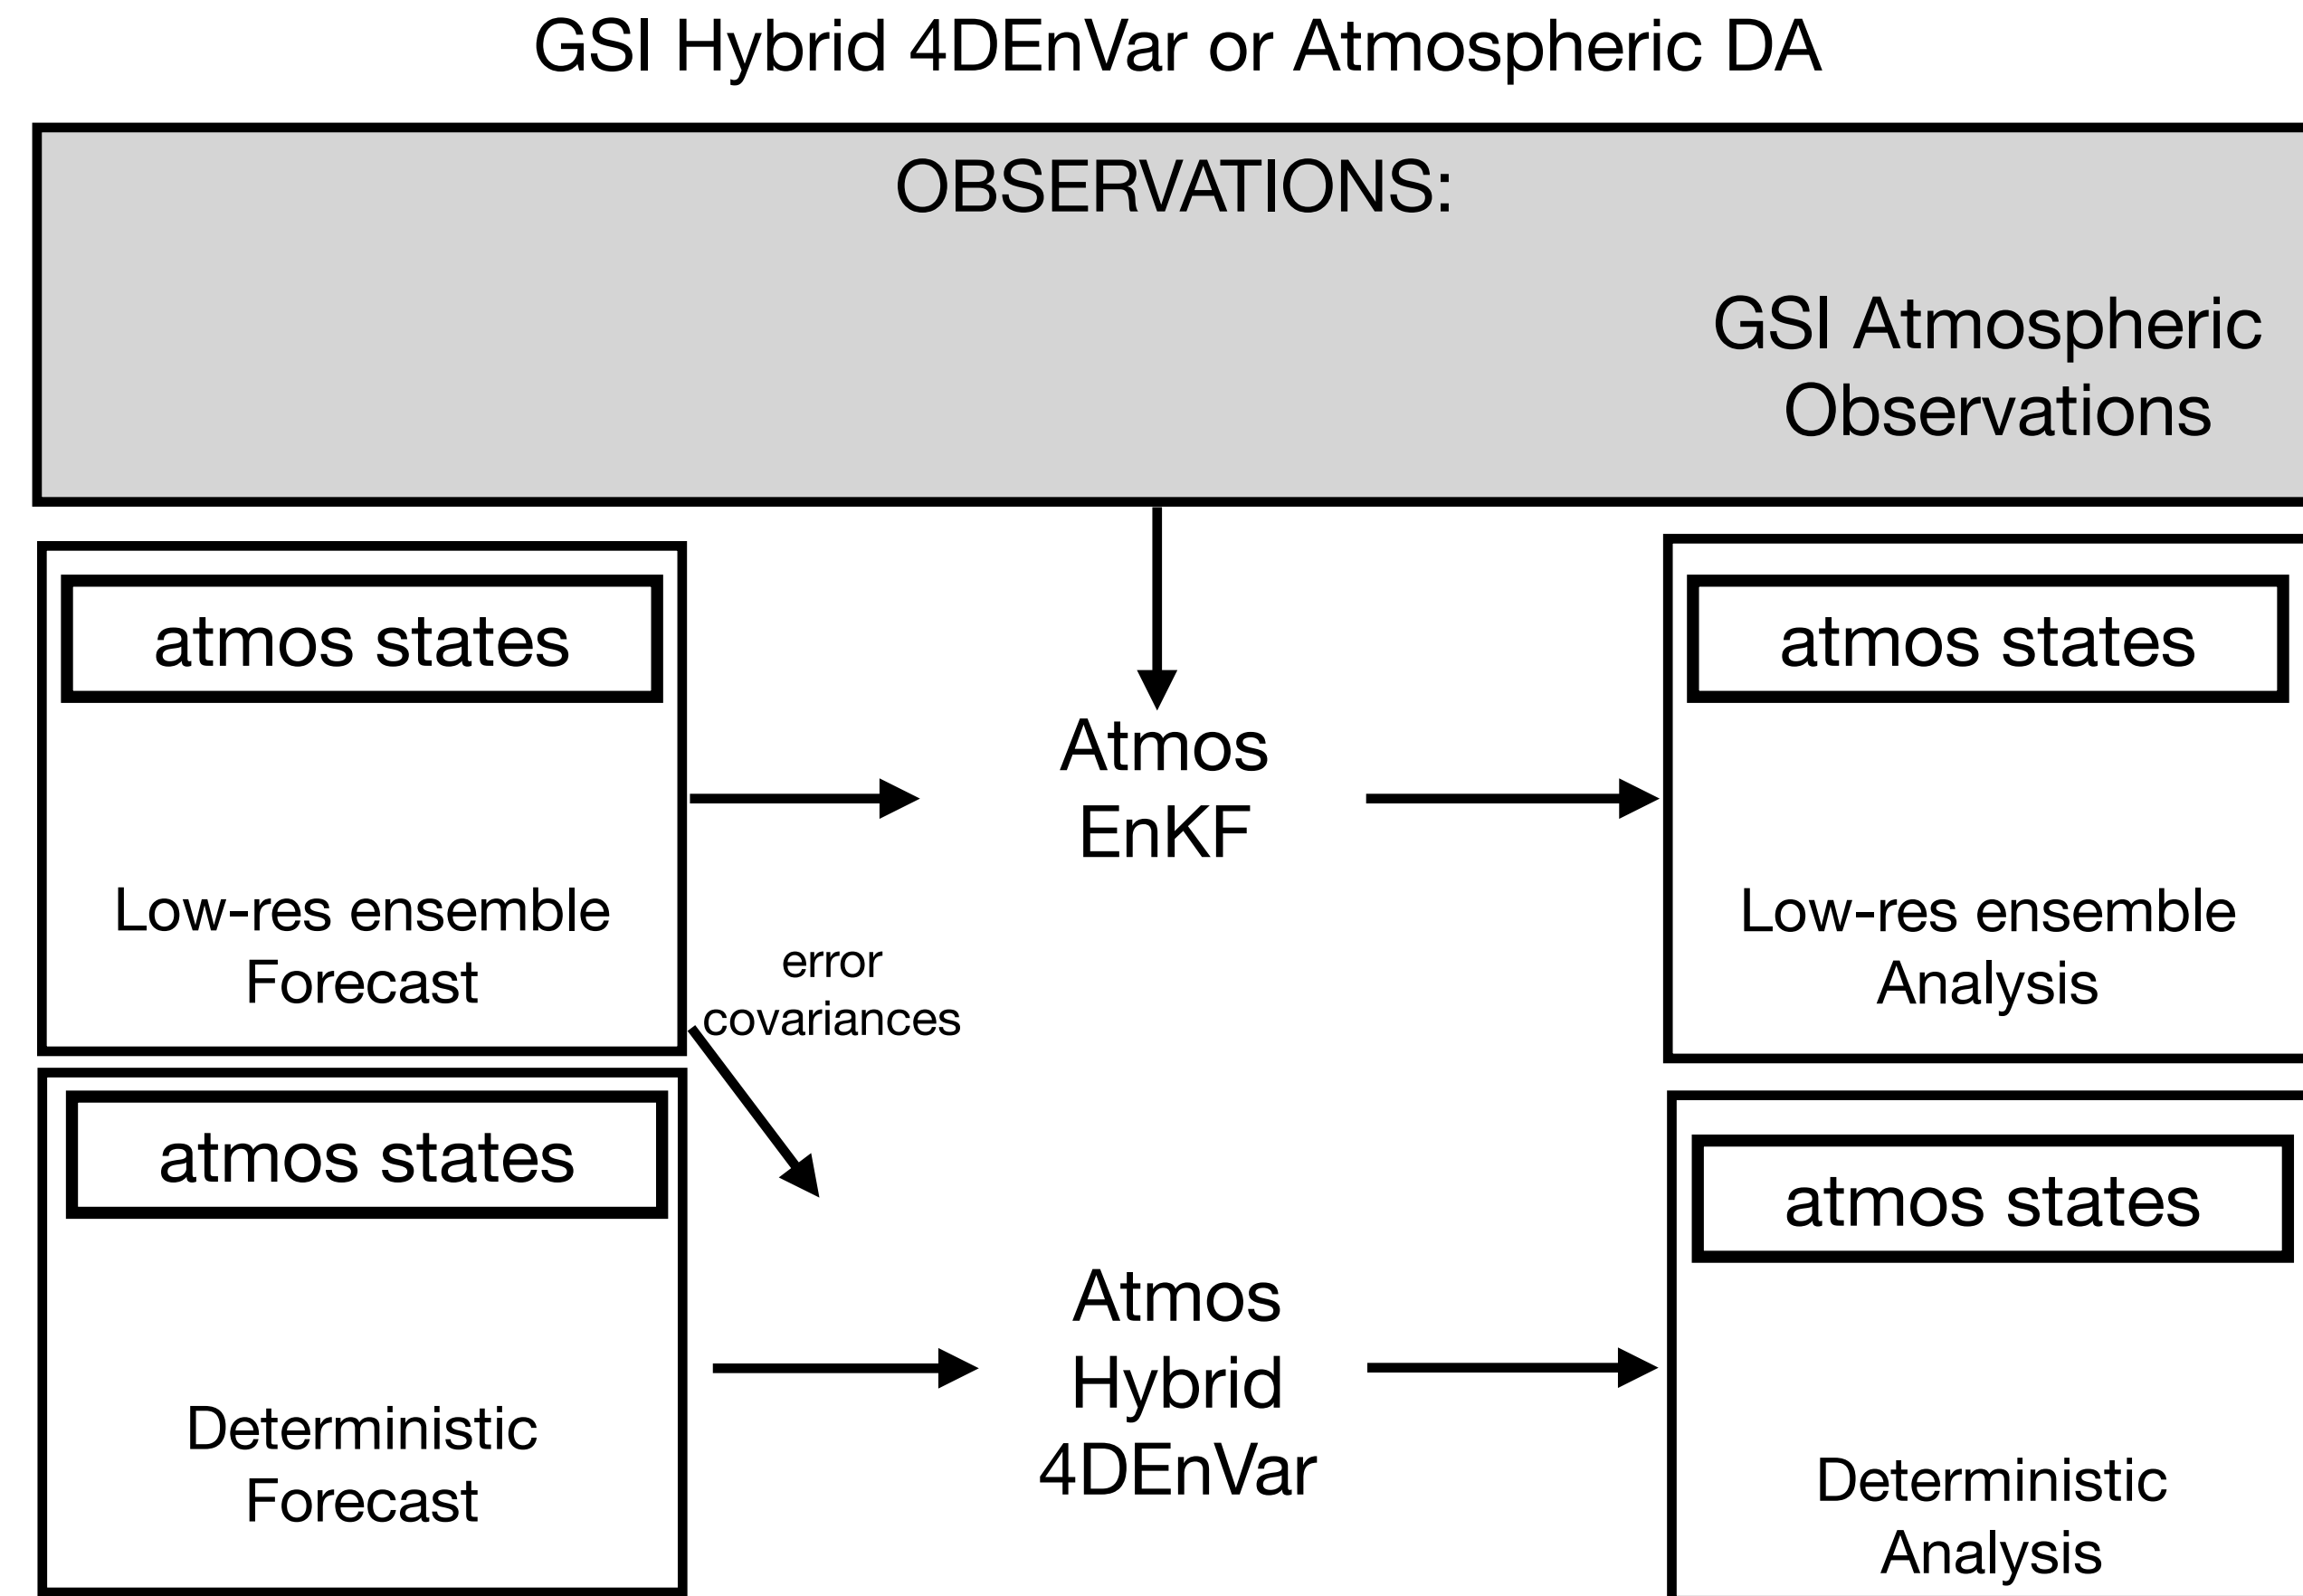 GSI Hybrid 4DEnVar or Atmospheric DA
OBSERVATIONS:
GSI Atmospheric
Observations
atmos states
Low-res ensemble
Forecast
Atmos
EnKF
atmos states
Low-res ensemble
Analysis
error
covariances
atmos states
Deterministic
Forecast
Atmos
Hybrid
4DEnVar
atmos states
Deterministic
Analysis